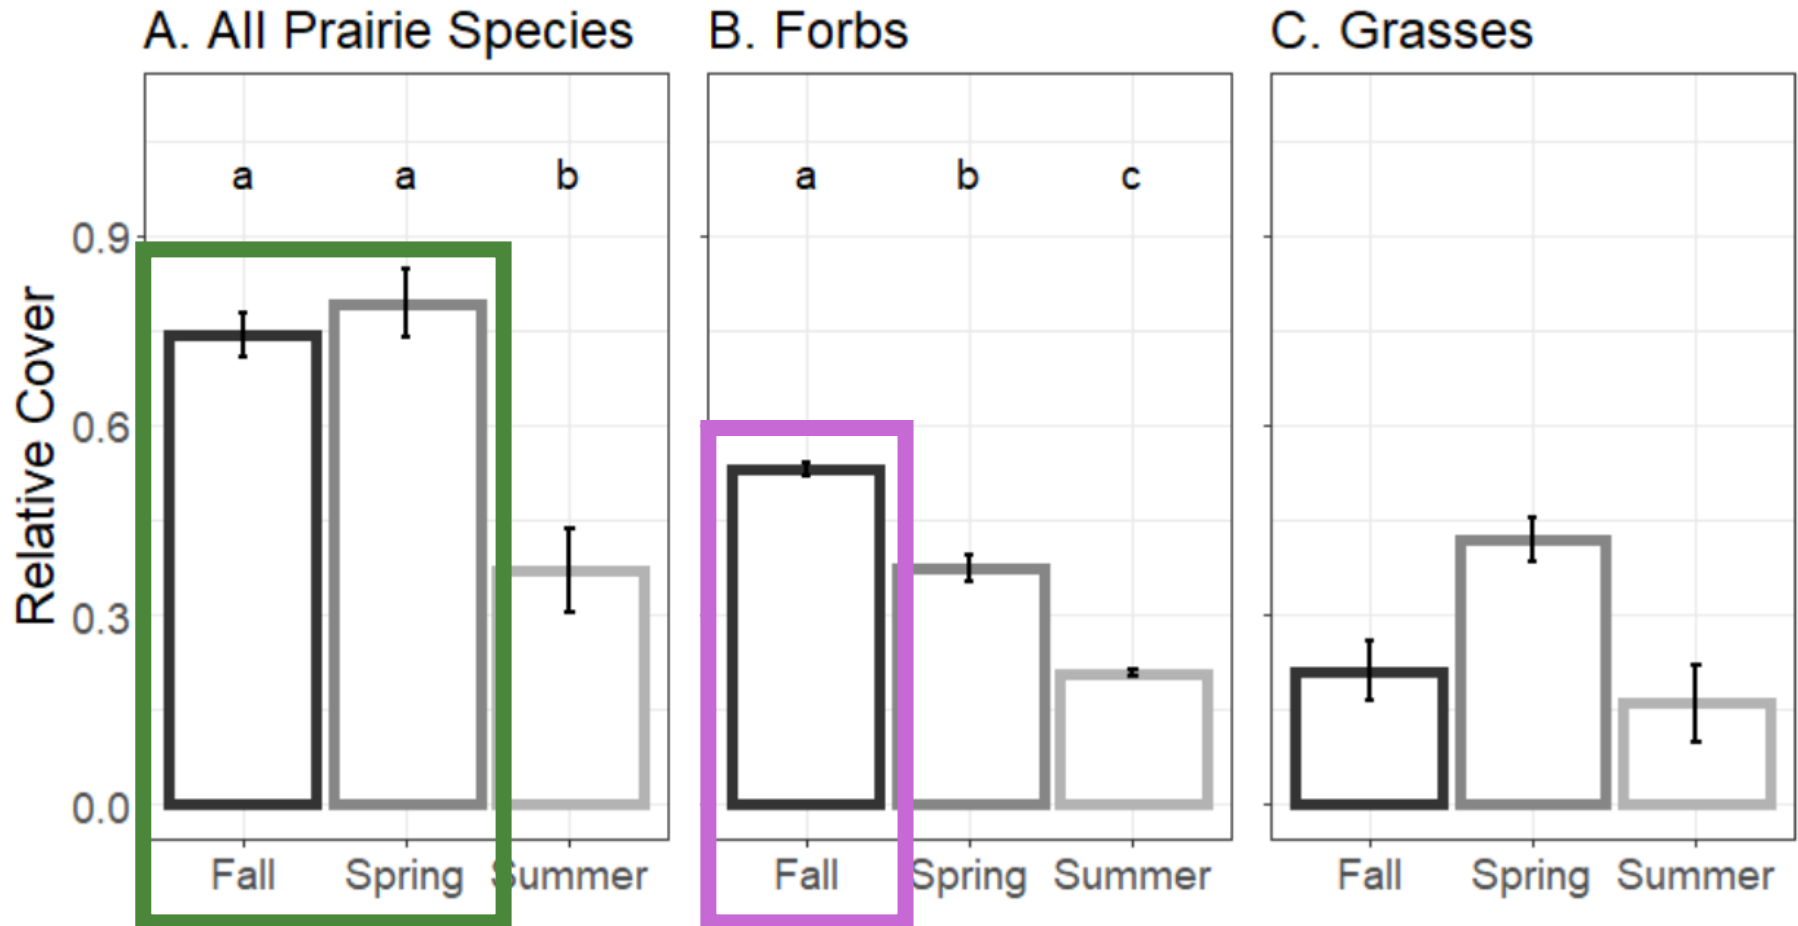 A. All Prairie Species
B. Forbs
C. Grasses
a a b
a b c
Relative Cover
0.9
0.6
0.3
0.0
Fall Spring Summer
Fall Spring Summer
Fall Spring Summer